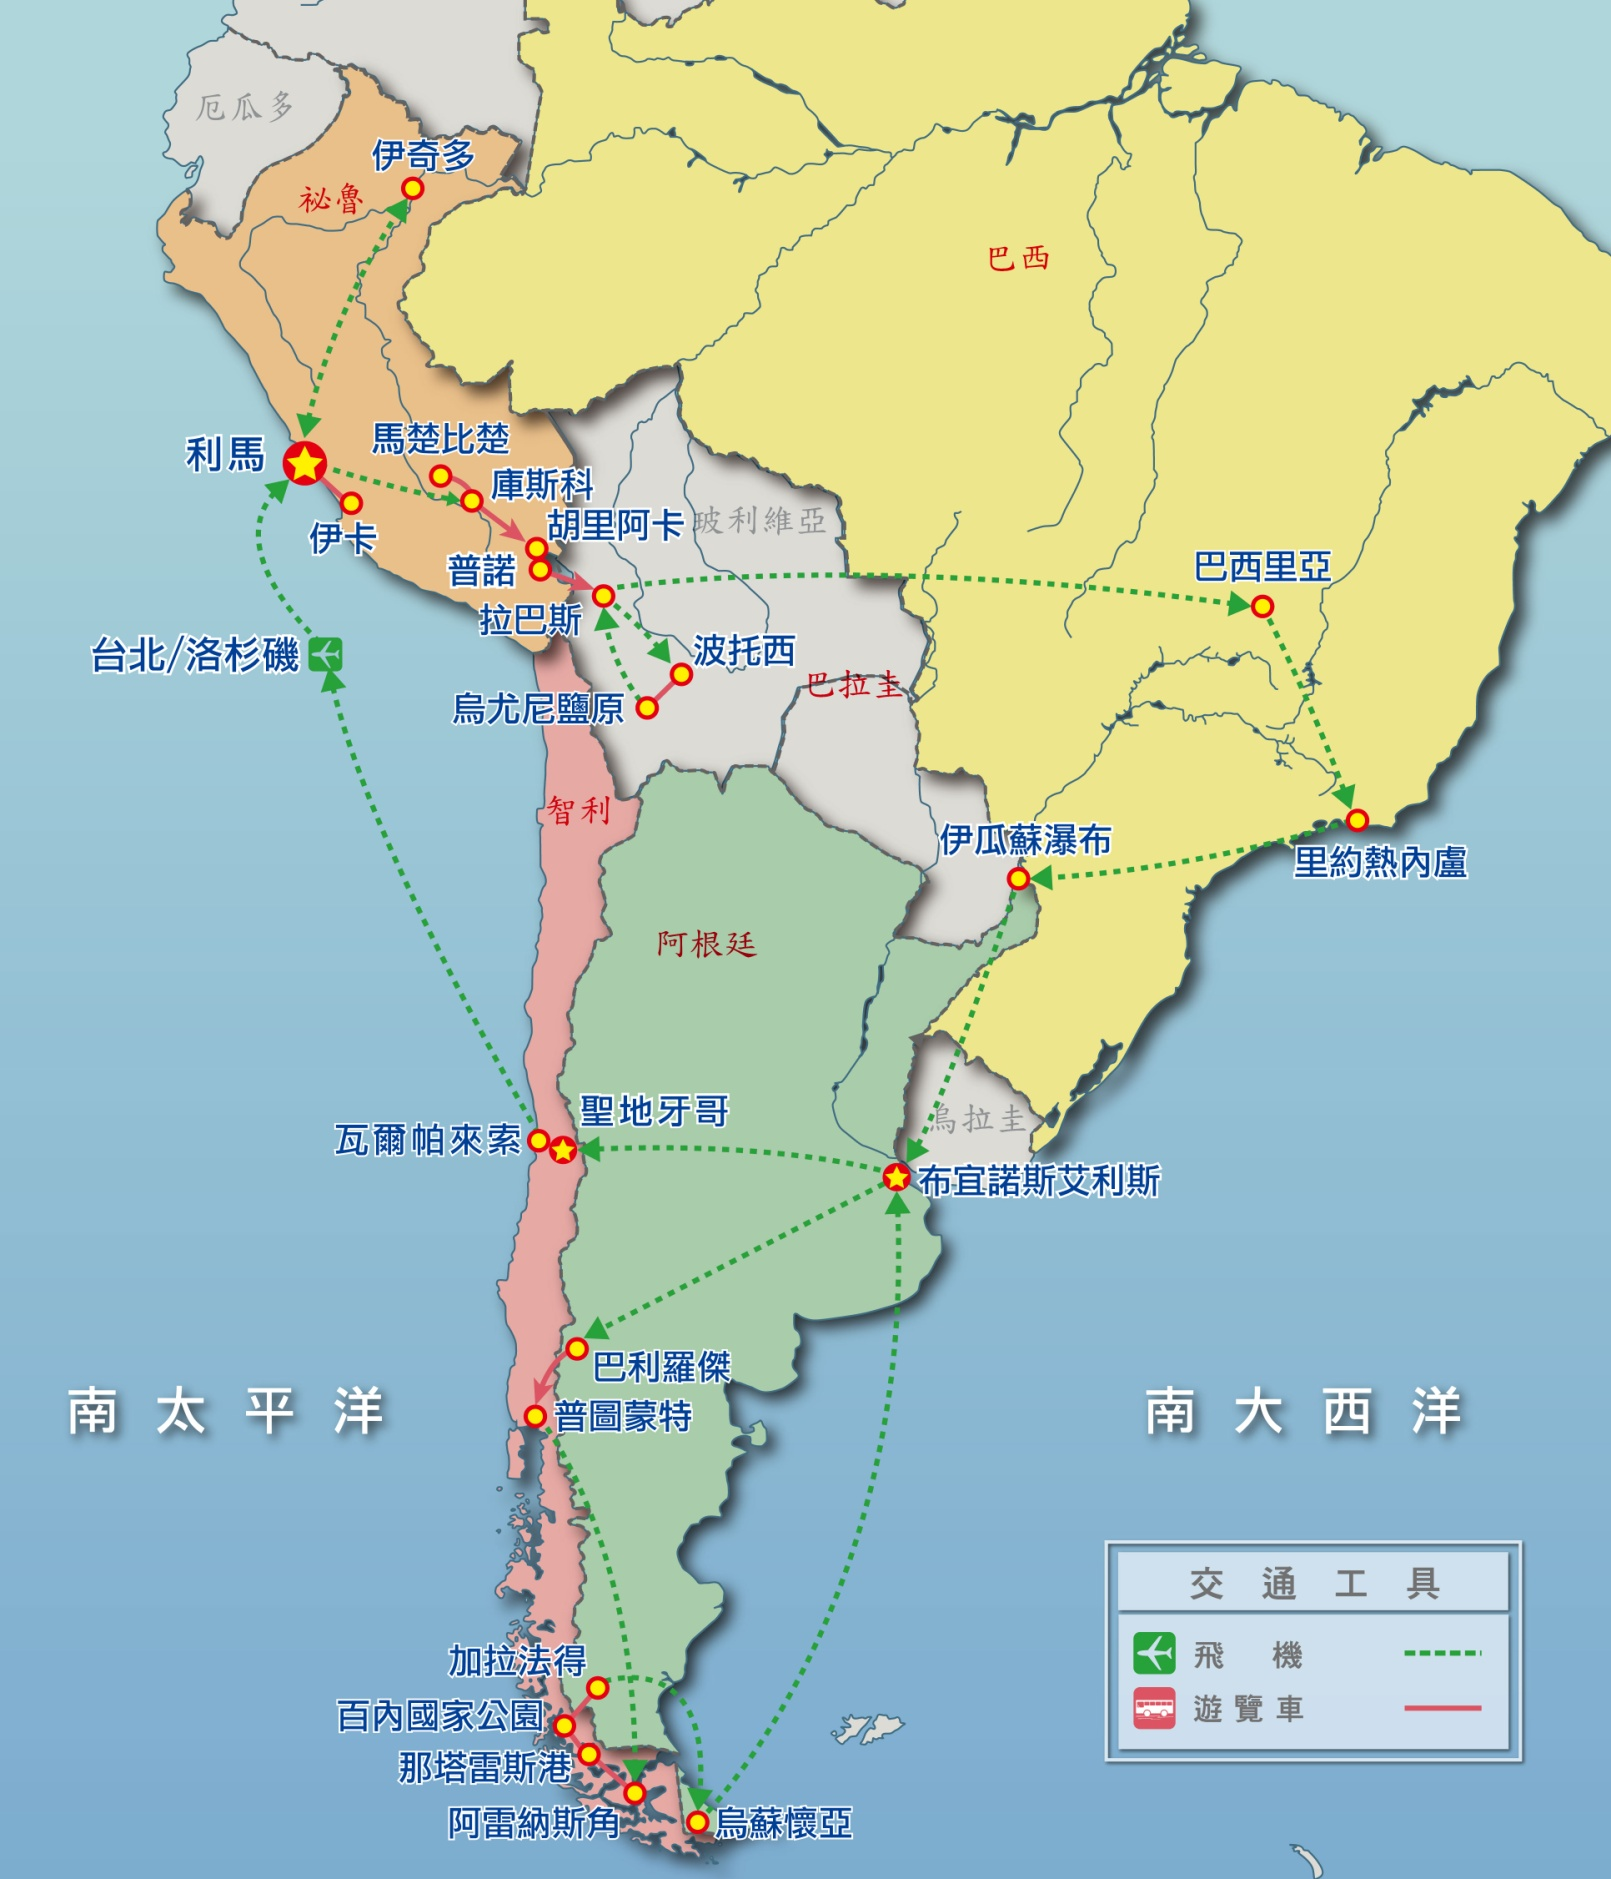 厄瓜多
伊奇多
祕魯
巴西
利馬
馬楚比楚
庫斯科
伊卡
胡里阿卡
玻利維亞
普諾
巴西里亞
拉巴斯
台北/洛杉磯
波托西
巴拉圭
烏尤尼鹽原
智利
伊瓜蘇瀑布
里約熱內盧
阿根廷
聖地牙哥
瓦爾帕來索
烏拉圭
布宜諾斯艾利斯
巴利羅傑
南太平洋
普圖蒙特
南大西洋
交通工具
飛機
遊覽車
加拉法得
百內國家公園
那塔雷斯港
阿雷納斯角
烏蘇懷亞